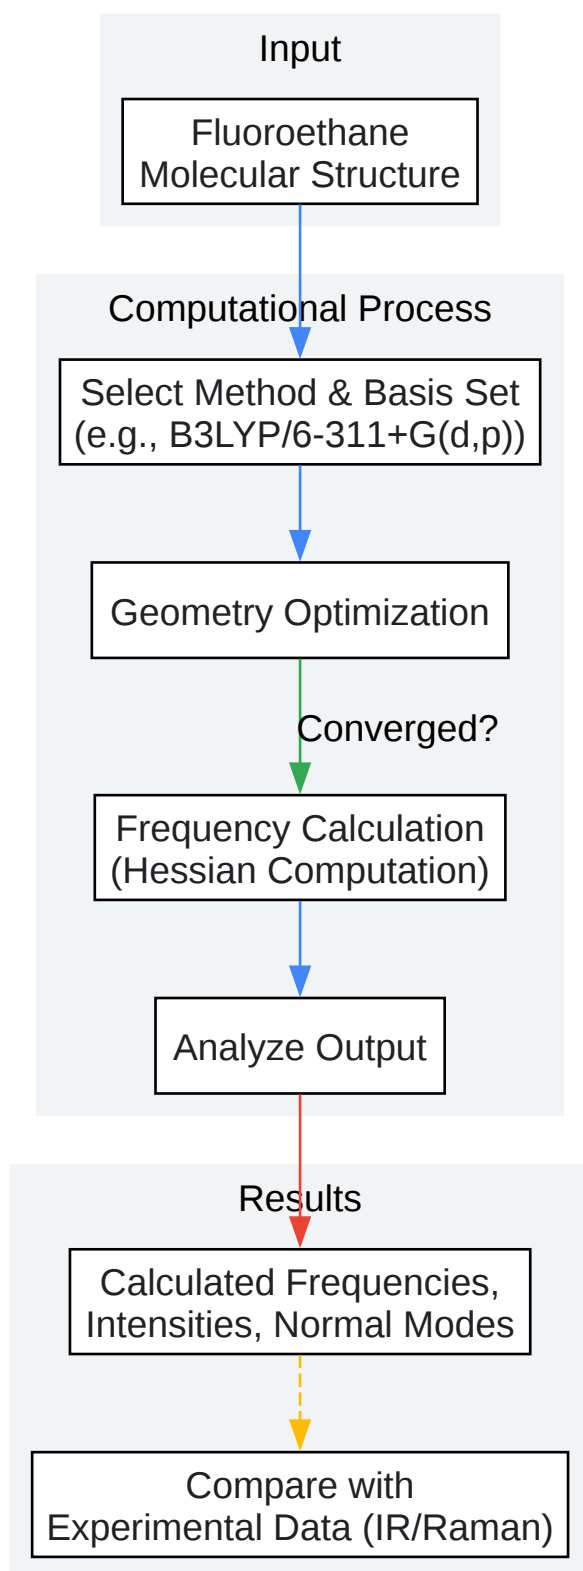 Input
Fluoroethane
Molecular Structure
Computational Process
Select Method & Basis Set
(e.g., B3LYP/6-311+G(d,p))
Geometry Optimization
Converged?
Frequency Calculation
(Hessian Computation)
Analyze Output
Results
Calculated Frequencies,
Intensities, Normal Modes
Compare with
Experimental Data (IR/Raman)